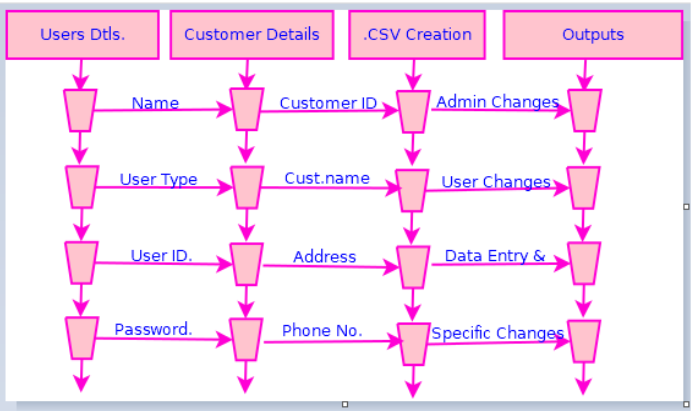 Users Dtls.
Customer Details
.CSV Creation
Outputs
Name
Customer ID
Admin Changes
User Type
Cust.name
User Changes
User ID.
Address
Data Entry &
Password.
Phone No.
Specific Changes